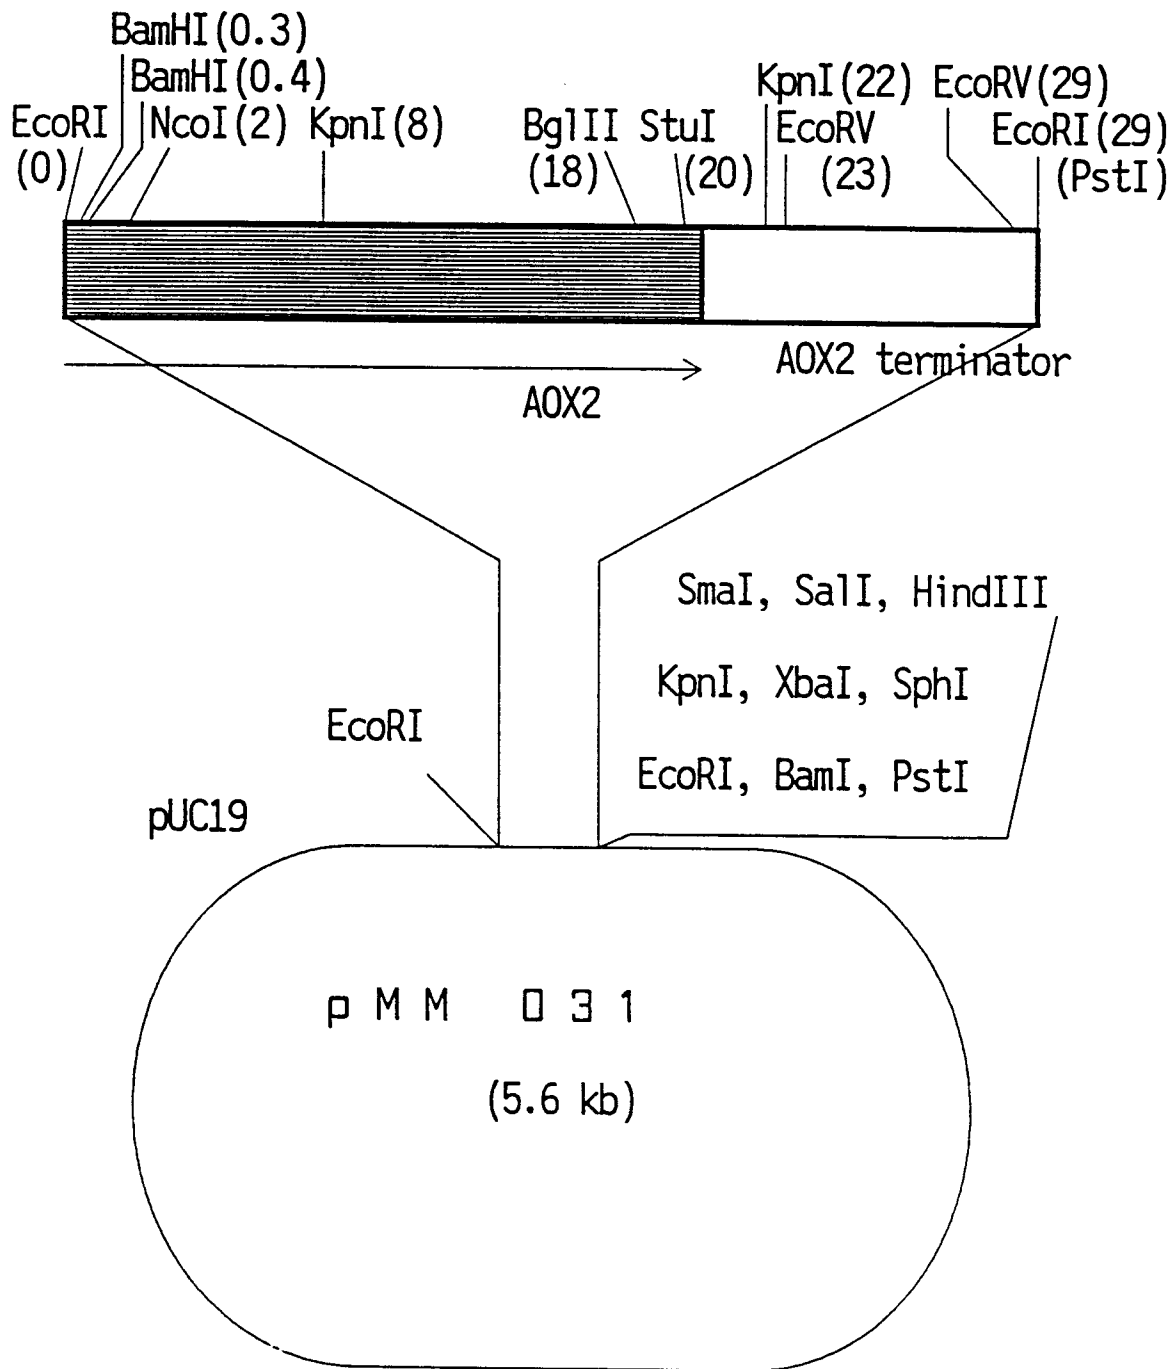 BamHI(0.3)
BamHI(0.4)
KpnI(22) EcoRV(29)
EcoRI NcoI(2) KpnI(8) BglII StuI EcoRV EcoRI(29)
(0) (18) (20) (23) (PstI)
AOX2 terminator
AOX2
SmaI, SalI, HindIII
KpnI, XbaI, SphI
EcoRI
EcoRI, BamI, PstI
pUC19
pMM 031
(5.6 kb)